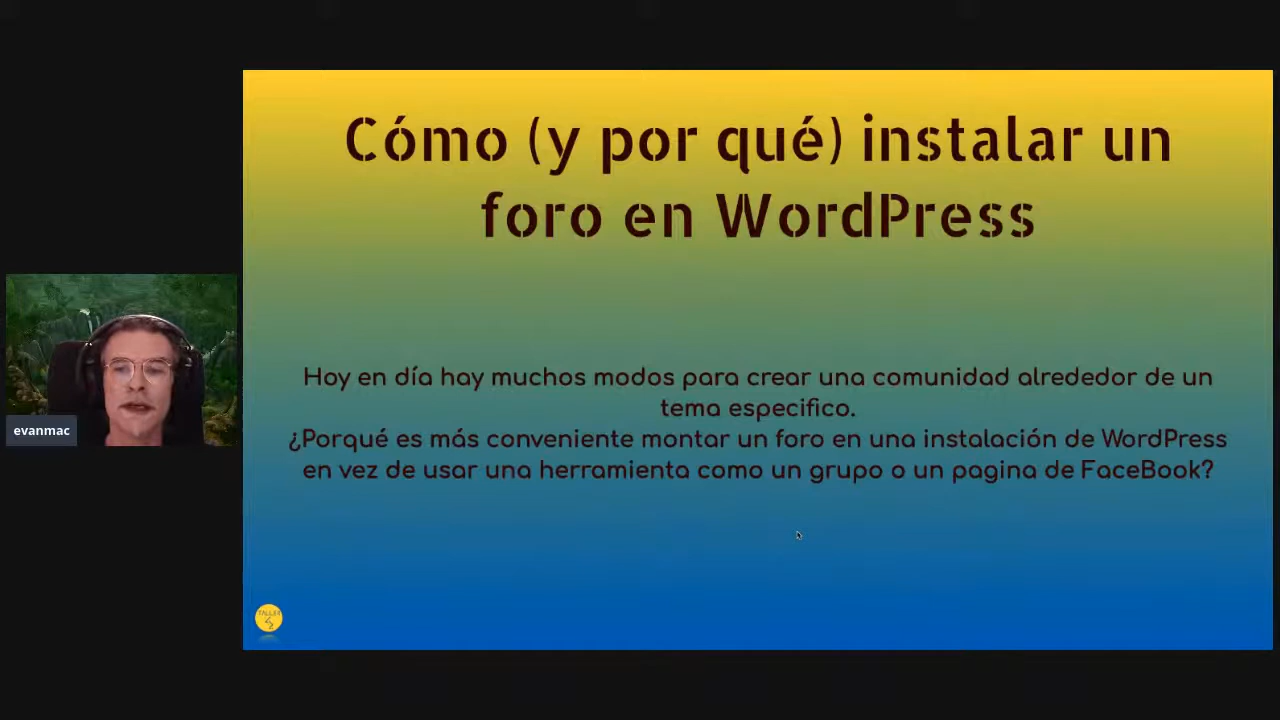 Cómo (y por qué) instalar un
foro en WordPress
Hoy en día hay muchos modos para crear una comunidad alrededor de un
tema especifico.
¿Porqué es más conveniente montar un foro en una instalación de WordPress
en vez de usar una herramienta como un grupo o un pagina de FaceBook?
evanmac
TALLER